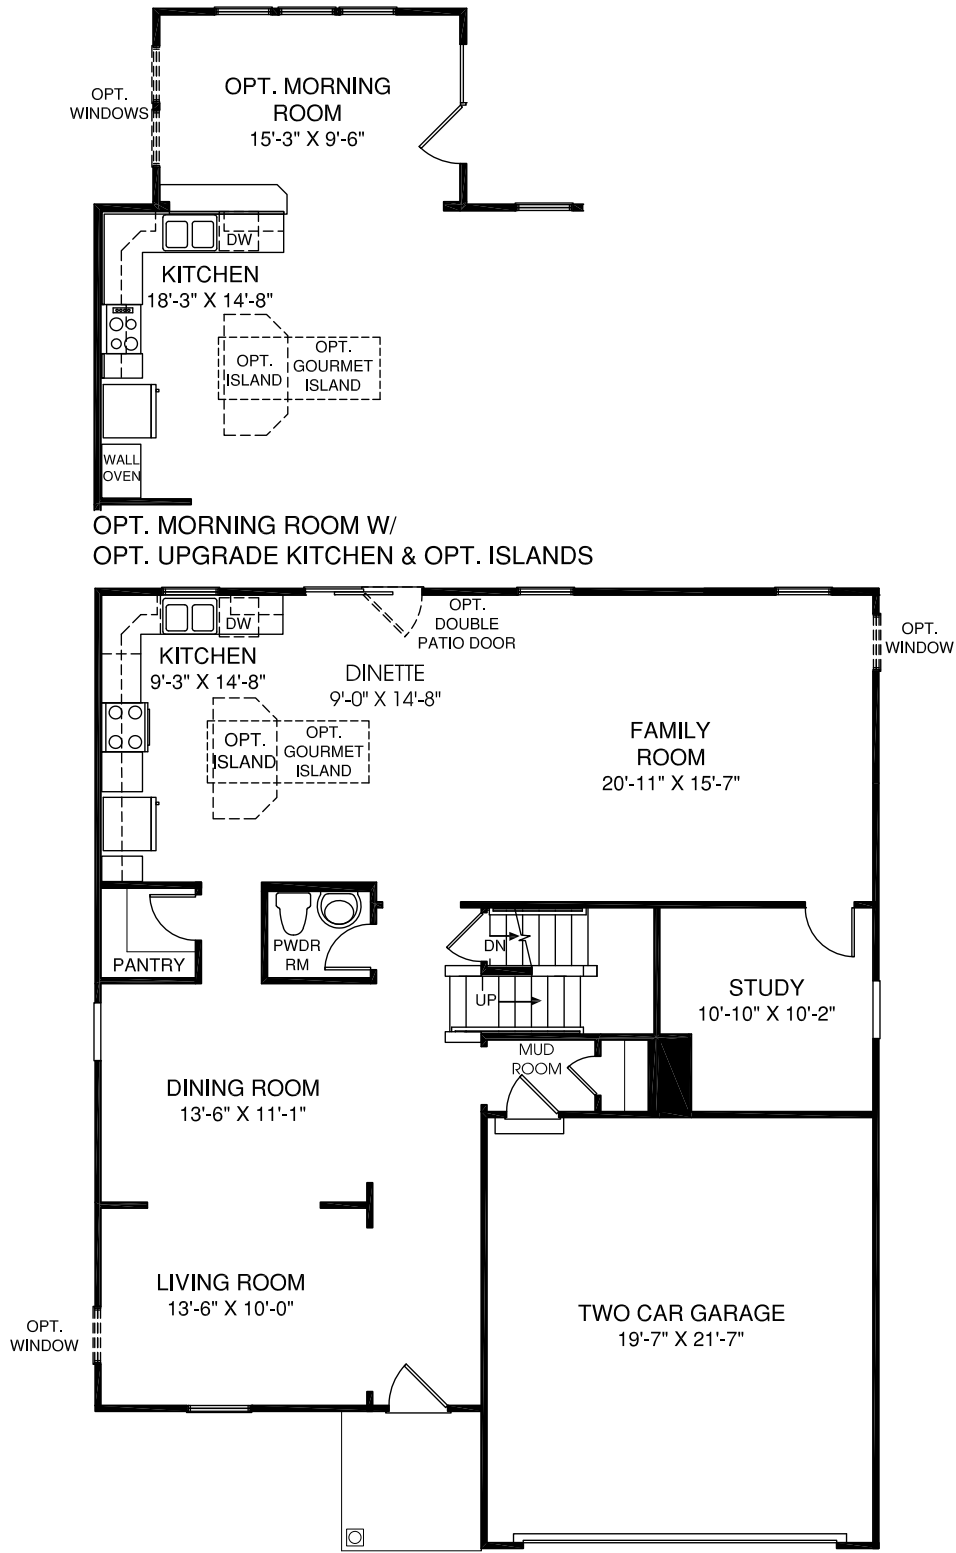 OPT. MORNING
ROOM
15'-3" X 9'-6"
OPT.
WINDOWS
DW
KITCHEN
18'-3" X 14'-8"
OPT.
ISLAND
OPT.
GOURMET
ISLAND
WALL
OVEN
OPT. MORNING ROOM W/
OPT. UPGRADE KITCHEN & OPT. ISLANDS
DW
OPT.
DOUBLE
PATIO DOOR
OPT.
WINDOW
KITCHEN
9'-3" X 14'-8"
DINETTE
9'-0" X 14'-8"
OPT.
ISLAND
OPT.
GOURMET
ISLAND
FAMILY
ROOM
20'-11" X 15'-7"
PANTRY
PWDR
RM
DN
UP
STUDY
10'-10" X 10'-2"
MUD
ROOM
DINING ROOM
13'-6" X 11'-1"
LIVING ROOM
13'-6" X 10'-0"
OPT.
WINDOW
TWO CAR GARAGE
19'-7" X 21'-7"